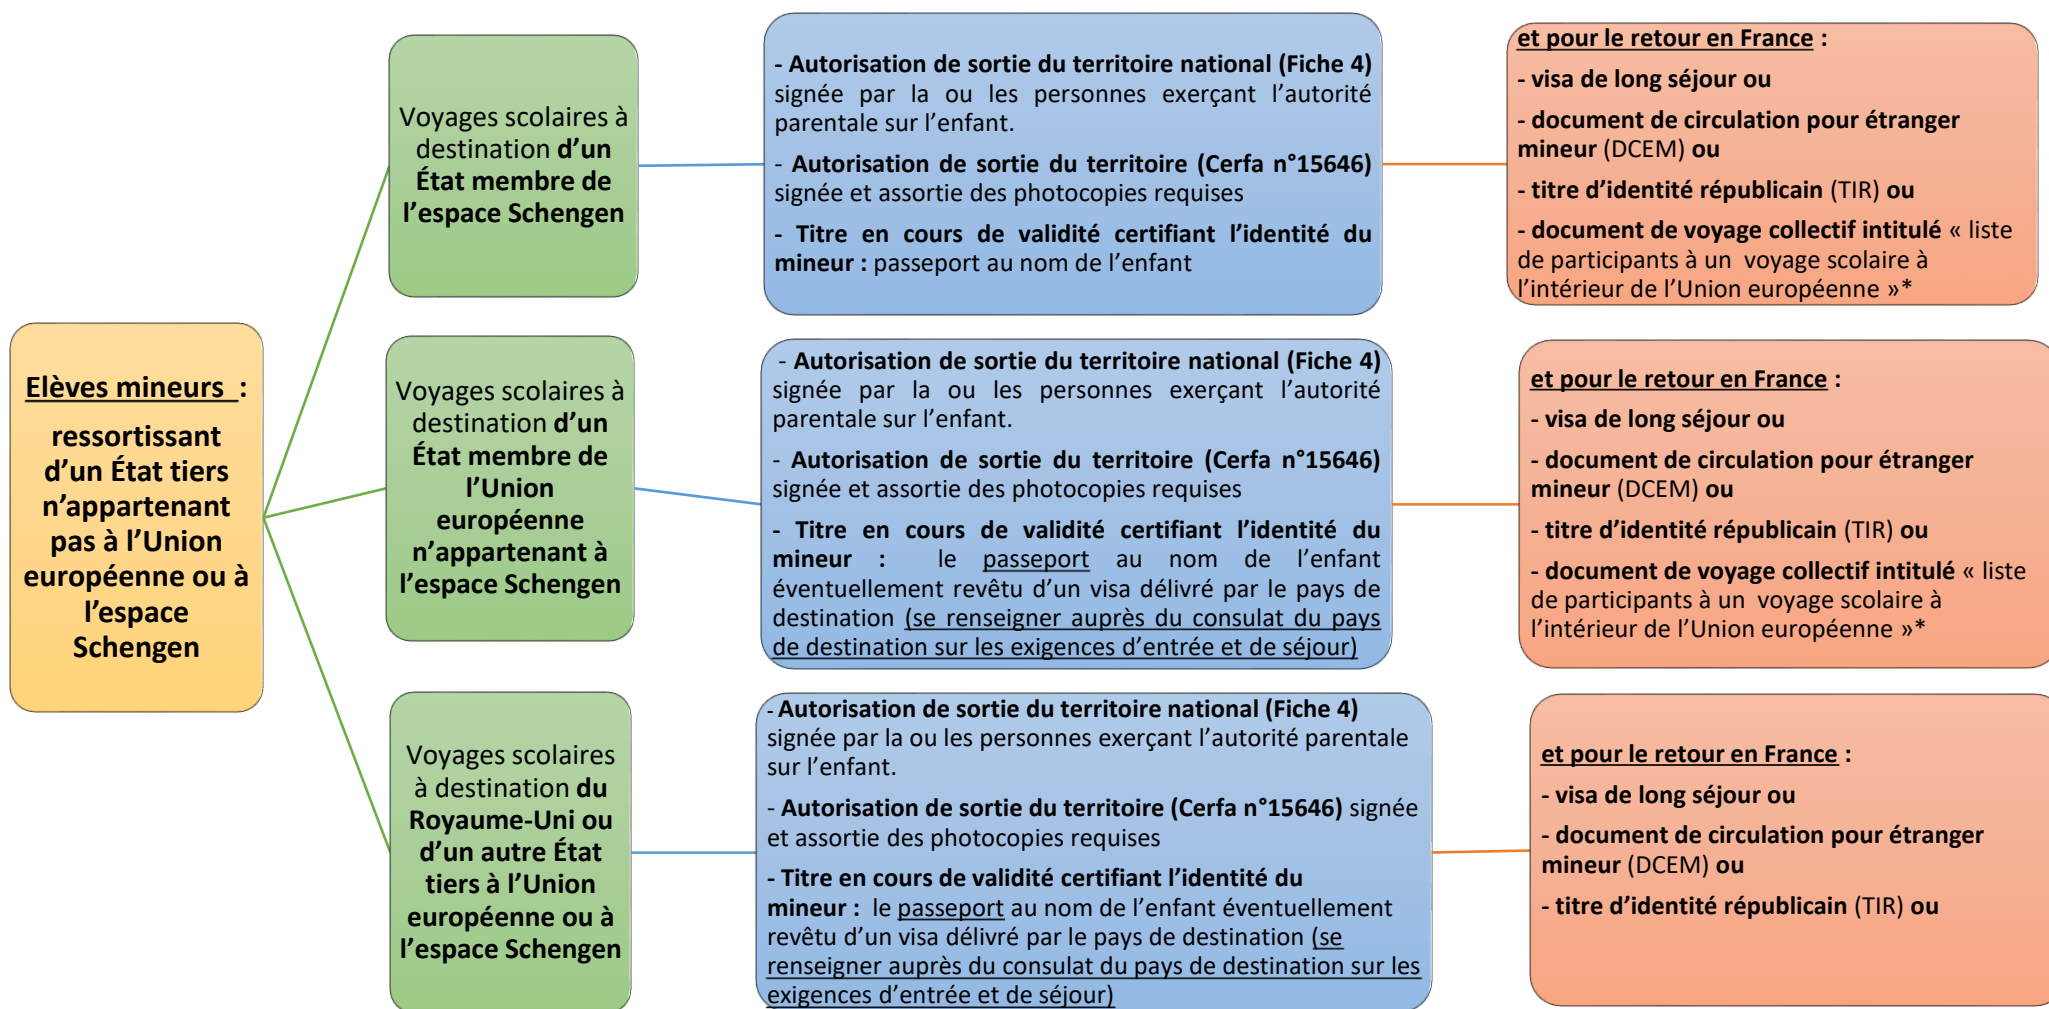 Elèves mineurs :
ressortissant
d'un État tiers
n'appartenant
pas à l'Union
européenne ou à
l'espace
Schengen
Voyages scolaires à
destination d'un
État membre de
l'espace Schengen
- Autorisation de sortie du territoire national (Fiche 4)
signée par la ou les personnes exerçant l'autorité
parentale sur l'enfant.
- Autorisation de sortie du territoire (Cerfa n°15646)
signée et assortie des photocopies requises
- Titre en cours de validité certifiant l'identité du
mineur : passeport au nom de l'enfant
et pour le retour en France :
- visa de long séjour ou
- document de circulation pour étranger
mineur (DCEM) ou
- titre d'identité républicain (TIR) ou
- document de voyage collectif intitulé « liste
de participants à un voyage scolaire à
l'intérieur de l'Union européenne »*
Voyages scolaires à
destination d'un
État membre de
l'Union
européenne
n'appartenant à
l'espace Schengen
- Autorisation de sortie du territoire national (Fiche 4)
signée par la ou les personnes exerçant l'autorité
parentale sur l'enfant.
- Autorisation de sortie du territoire (Cerfa n°15646)
signée et assortie des photocopies requises
- Titre en cours de validité certifiant l'identité du
mineur : le passeport au nom de l'enfant
éventuellement revêtu d'un visa délivré par le pays de
destination (se renseigner auprès du consulat du pays
de destination sur les exigences d'entrée et de séjour)
et pour le retour en France :
- visa de long séjour ou
- document de circulation pour étranger
mineur (DCEM) ou
- titre d'identité républicain (TIR) ou
- document de voyage collectif intitulé « liste
de participants à un voyage scolaire à
l'intérieur de l'Union européenne »*
Voyages scolaires
à destination du
Royaume-Uni ou
d'un autre État
tiers à l'Union
européenne ou à
l'espace Schengen
- Autorisation de sortie du territoire national (Fiche 4)
signée par la ou les personnes exerçant l'autorité parentale
sur l'enfant.
- Autorisation de sortie du territoire (Cerfa n°15646) signée
et assortie des photocopies requises
- Titre en cours de validité certifiant l'identité du
mineur : le passeport au nom de l'enfant éventuellement
revêtu d'un visa délivré par le pays de destination (se
renseigner auprès du consulat du pays de destination sur les
exigences d'entrée et de séjour)
et pour le retour en France :
- visa de long séjour ou
- document de circulation pour étranger
mineur (DCEM) ou
- titre d'identité républicain (TIR) ou